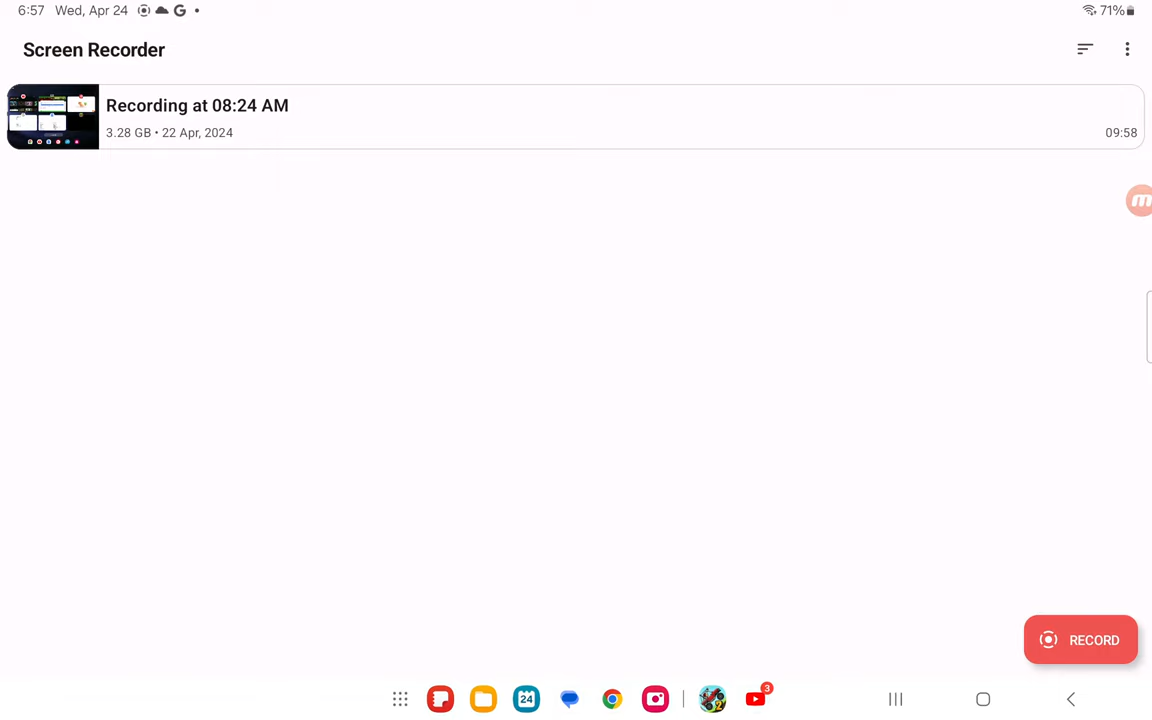 6:57 Wed, Apr 24 G • 71%
Screen Recorder
Recording at 08:24 AM
3.28 GB • 22 Apr, 2024
09:58
RECORD
24
2
3